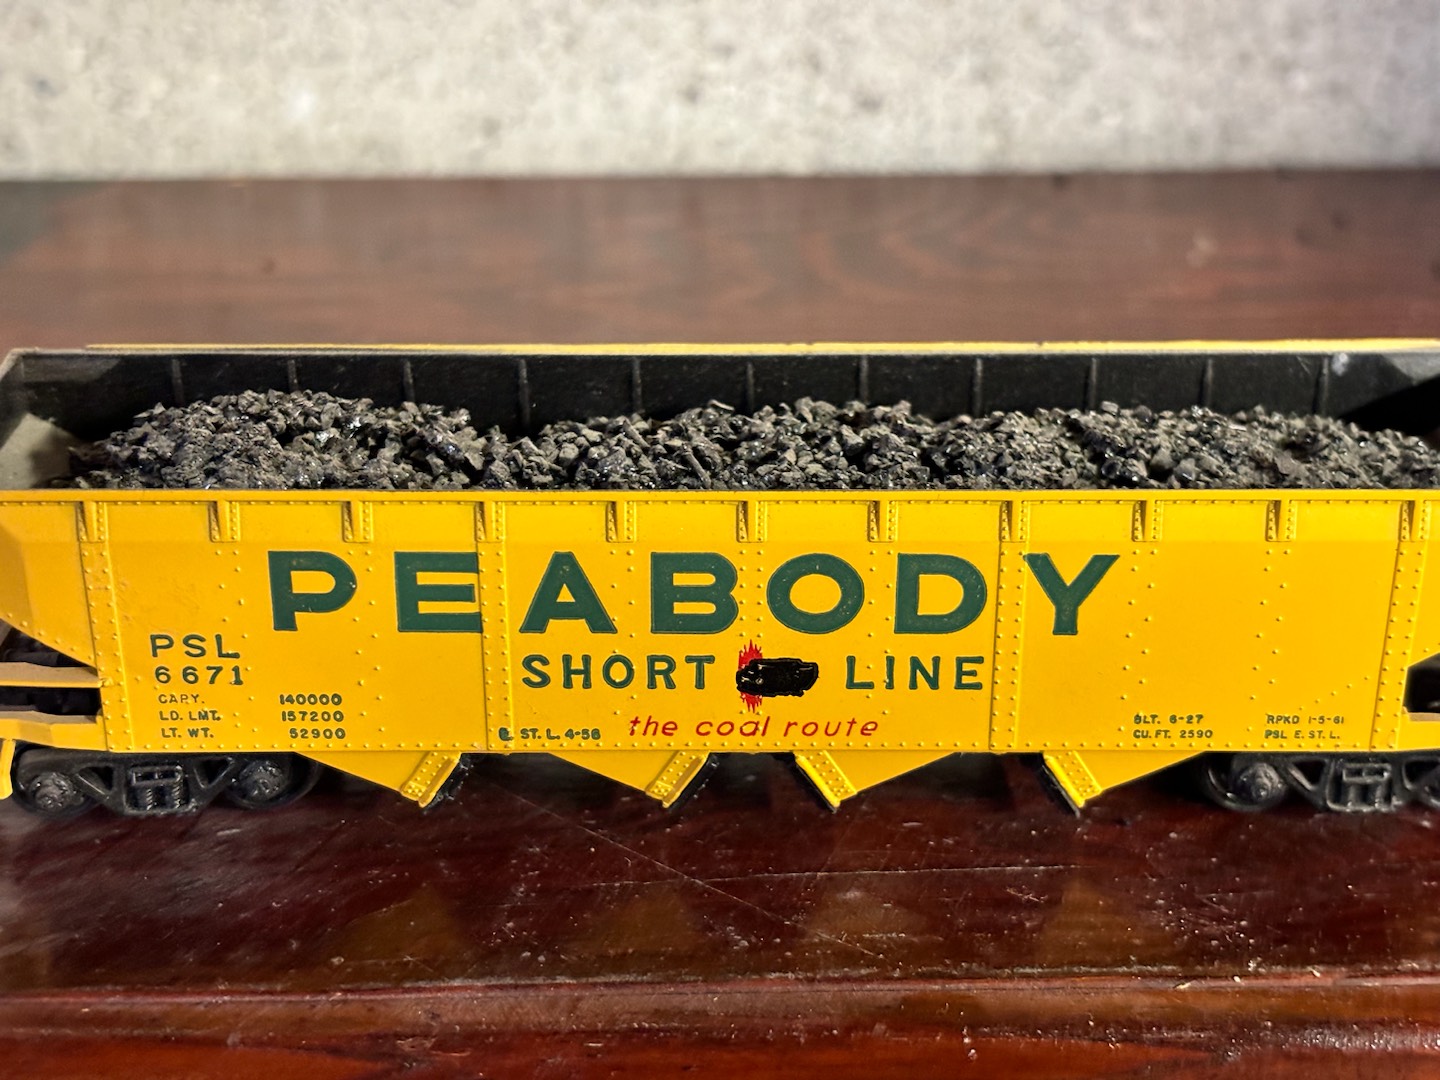 PEABODY
SHORT LINE
the coal route
PSL
6671
CAPY. 140000
LD. LMT. 157200
LT. WT. 52900
E. ST. L. 4-56
BLT. 6-27
CU. FT. 2590
RPKD 1-5-61
PSL E. ST. L.